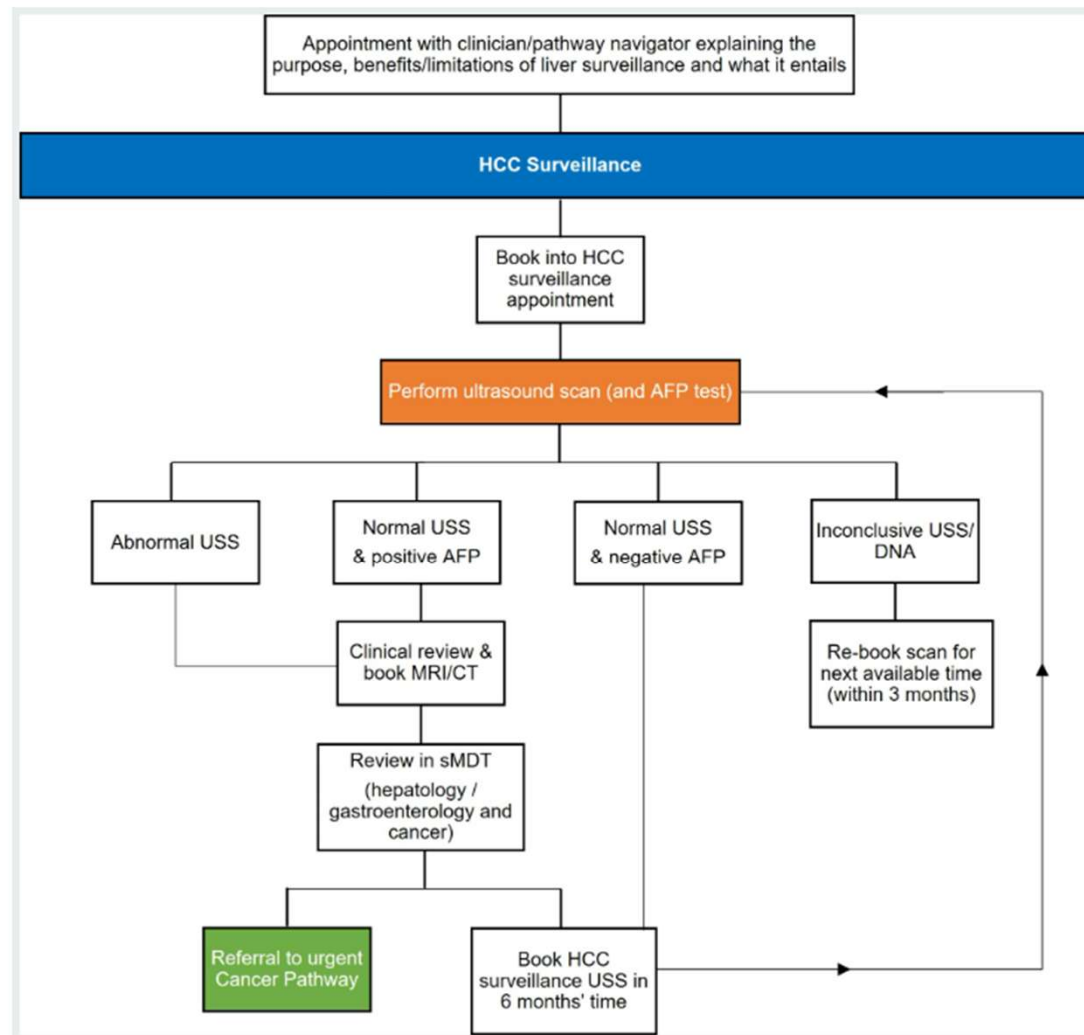 Appointment with clinician/pathway navigator explaining the
purpose, benefits/limitations of liver surveillance and what it entails
HCC Surveillance
Book into HCC
surveillance
appointment
Perform ultrasound scan (and AFP test)
Abnormal USS
Normal USS
& positive AFP
Normal USS
& negative AFP
Inconclusive USS/
DNA
Clinical review &
book MRI/CT
Re-book scan for
next available time
(within 3 months)
Review in sMDT
(hepatology /
gastroenterology and
cancer)
Referral to urgent
Cancer Pathway
Book HCC
surveillance USS in
6 months' time